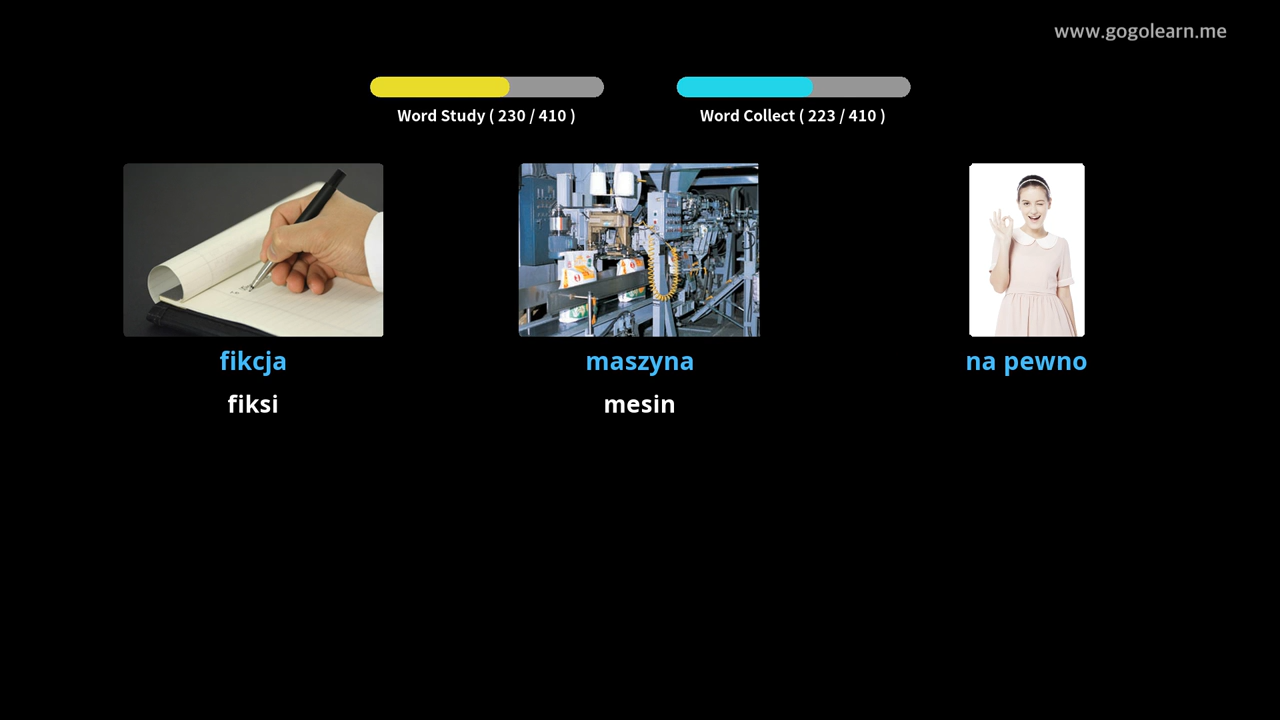 www.gogolearn.me
Word Study ( 230 / 410 )
Word Collect ( 223 / 410 )
fikcja
fiksi
maszyna
mesin
na pewno